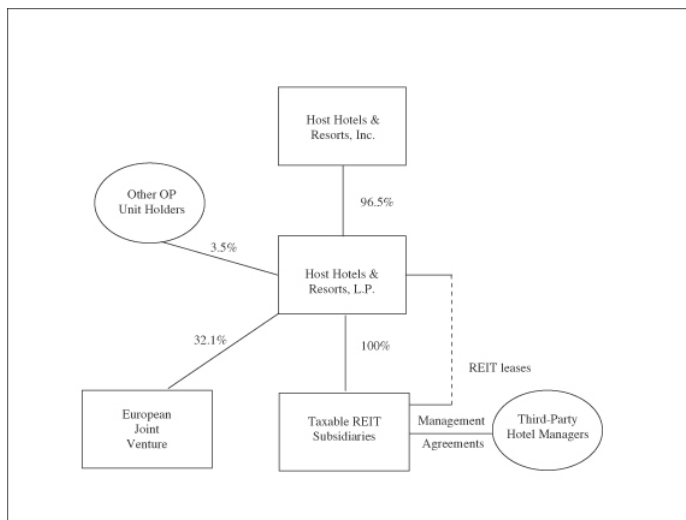 Host Hotels &
Resorts, Inc.
Other OP
Unit Holders
96.5%
3.5%
Host Hotels &
Resorts, L.P.
32.1%
100%
REIT leases
European
Joint
Venture
Taxable REIT
Subsidiaries
Management
Agreements
Third-Party
Hotel Managers